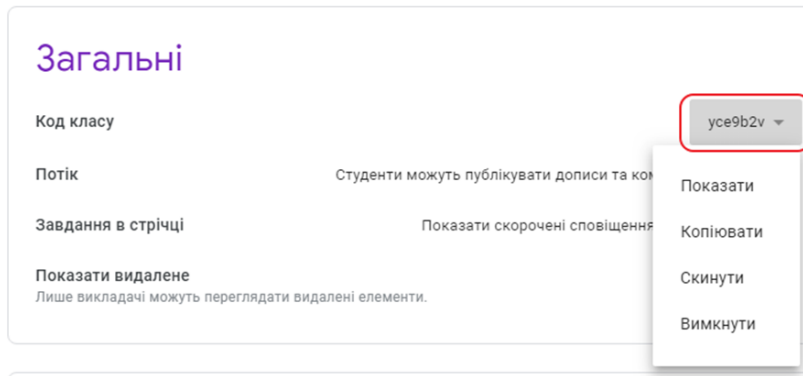 Загальні
Код класу
yce9b2v
Потік
Студенти можуть публікувати дописи та
Показати
Завдання в стрічці
Показати скорочені сповіщення
Копіювати
Показати видалене
Скинути
Лише викладачі можуть переглядати видалені елементи.
Вимкнути